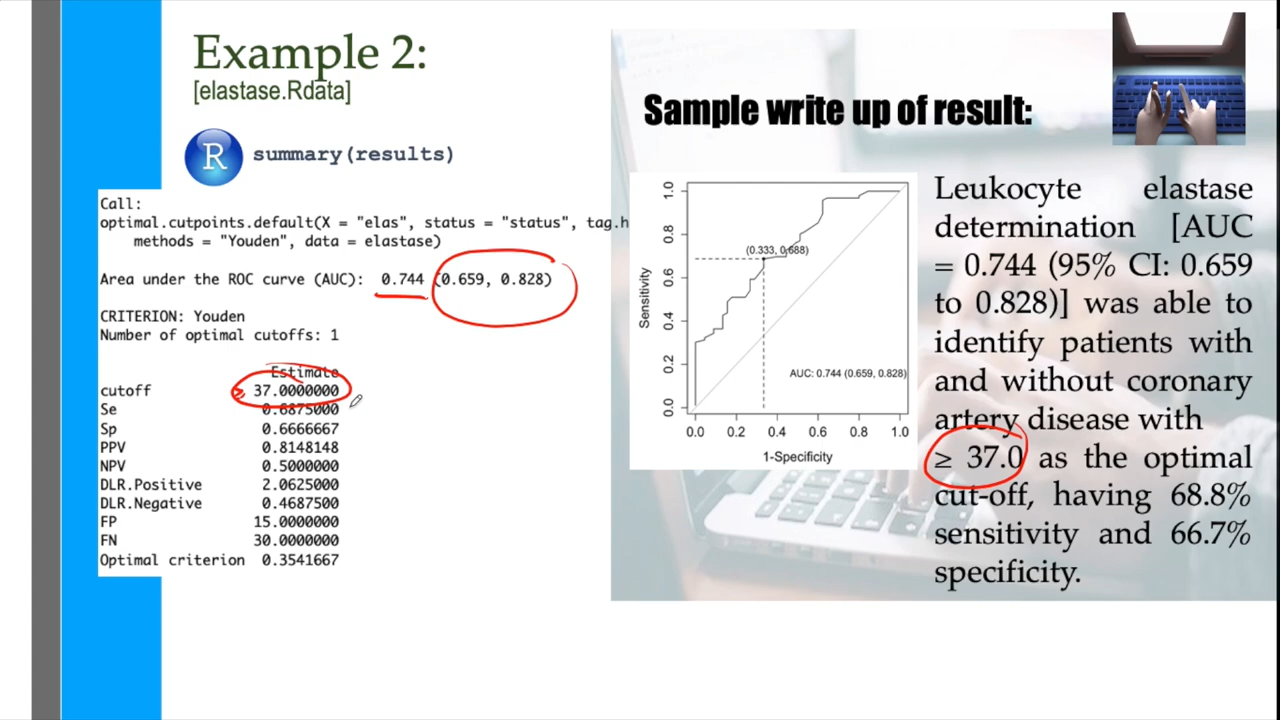 Example 2:
[elastase.Rdata]
R
summary(results)
Call:
optimal.cutpoints.default(X = "elas", status = "status", tag.h
methods = "Youden", data = elastase)
Area under the ROC curve (AUC): 0.744 (0.659, 0.828)
CRITERION: Youden
Number of optimal cutoffs: 1
Estimate
cutoff ≥ 37.0000000
Se 0.6875000
Sp 0.6666667
PPV 0.8148148
NPV 0.5000000
DLR.Positive 2.0625000
DLR.Negative 0.4687500
FP 15.0000000
FN 30.0000000
Optimal criterion 0.3541667
Sample write up of result:
1.0
0.8
0.6
0.4
0.2
0.0
Sensitivity
(0.333, 0.688)
AUC: 0.744 (0.659, 0.828)
0.0 0.2 0.4 0.6 0.8 1.0
1-Specificity
Leukocyte elastase
determination [AUC
= 0.744 (95% CI: 0.659
to 0.828)] was able to
identify patients with
and without coronary
artery disease with
≥ 37.0 as the optimal
cut-off, having 68.8%
sensitivity and 66.7%
specificity.